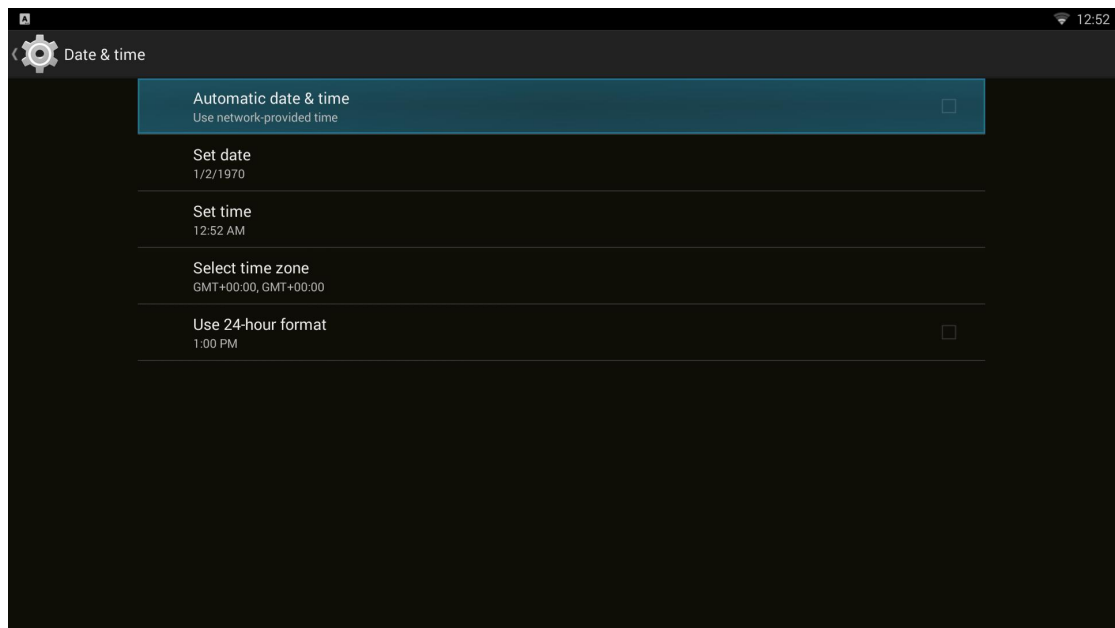 A
12:52
Date & time
Automatic date & time
Use network-provided time
Set date
1/2/1970
Set time
12:52 AM
Select time zone
GMT+00:00, GMT+00:00
Use 24-hour format
1:00 PM